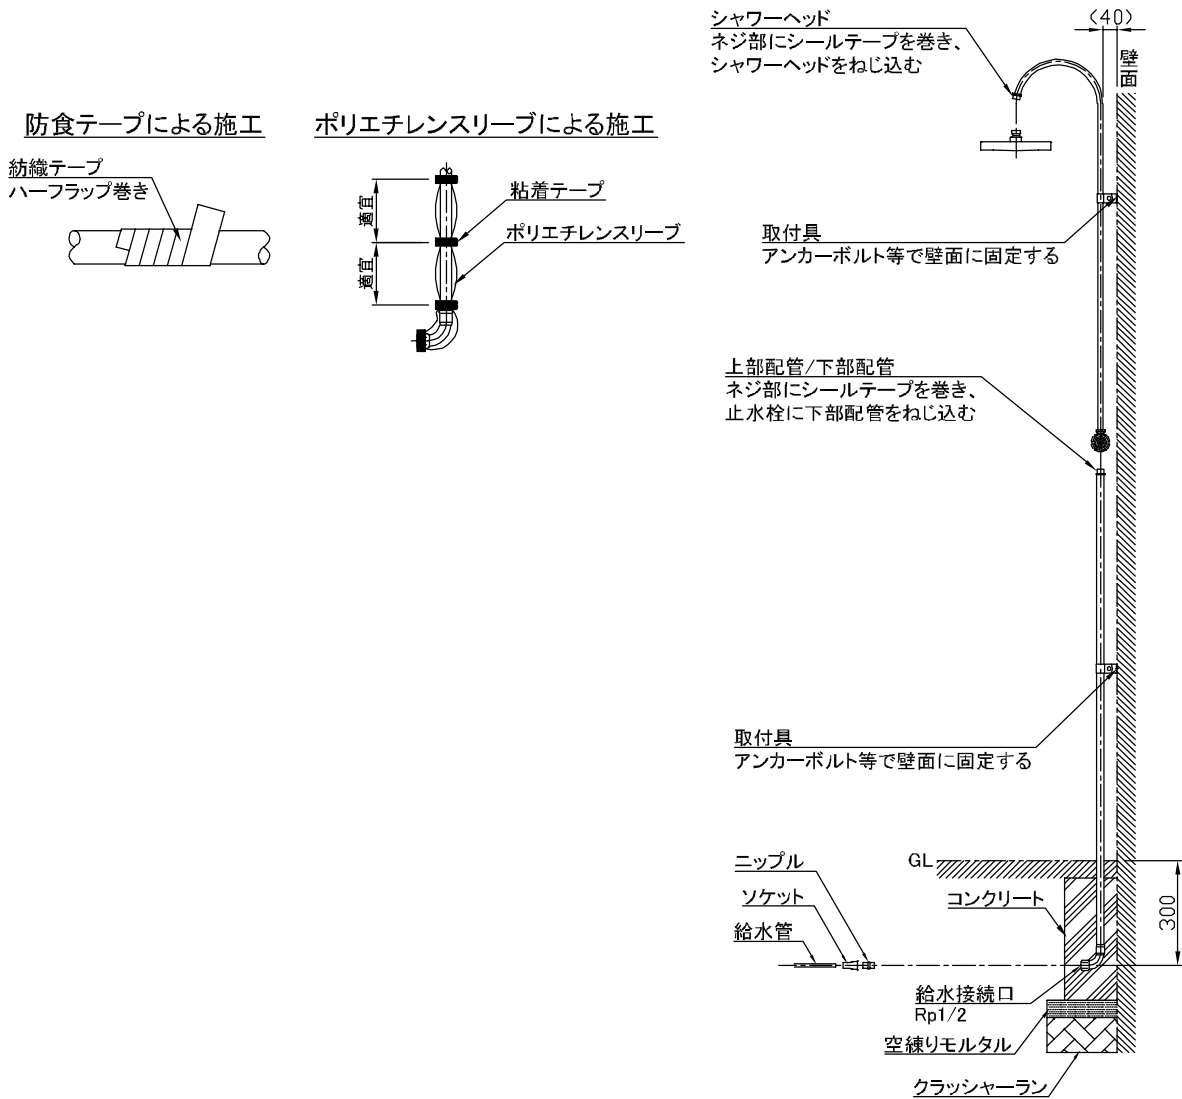 防食テープによる施工
紡織テープ
ハーフラップ巻き
ポリエチレンスリーブによる施工
適宜
適宜
粘着テープ
ポリエチレンスリーブ
シャワーヘッド
ネジ部にシールテープを巻き、
シャワーヘッドをねじ込む
(40)
壁面
取付具
アンカーボルト等で壁面に固定する
上部配管/下部配管
ネジ部にシールテープを巻き、
止水栓に下部配管をねじ込む
取付具
アンカーボルト等で壁面に固定する
GL
ニップル
ソケット
給水管
コンクリート
300
給水接続口
Rp1/2
空練りモルタル
クラッシャーラン